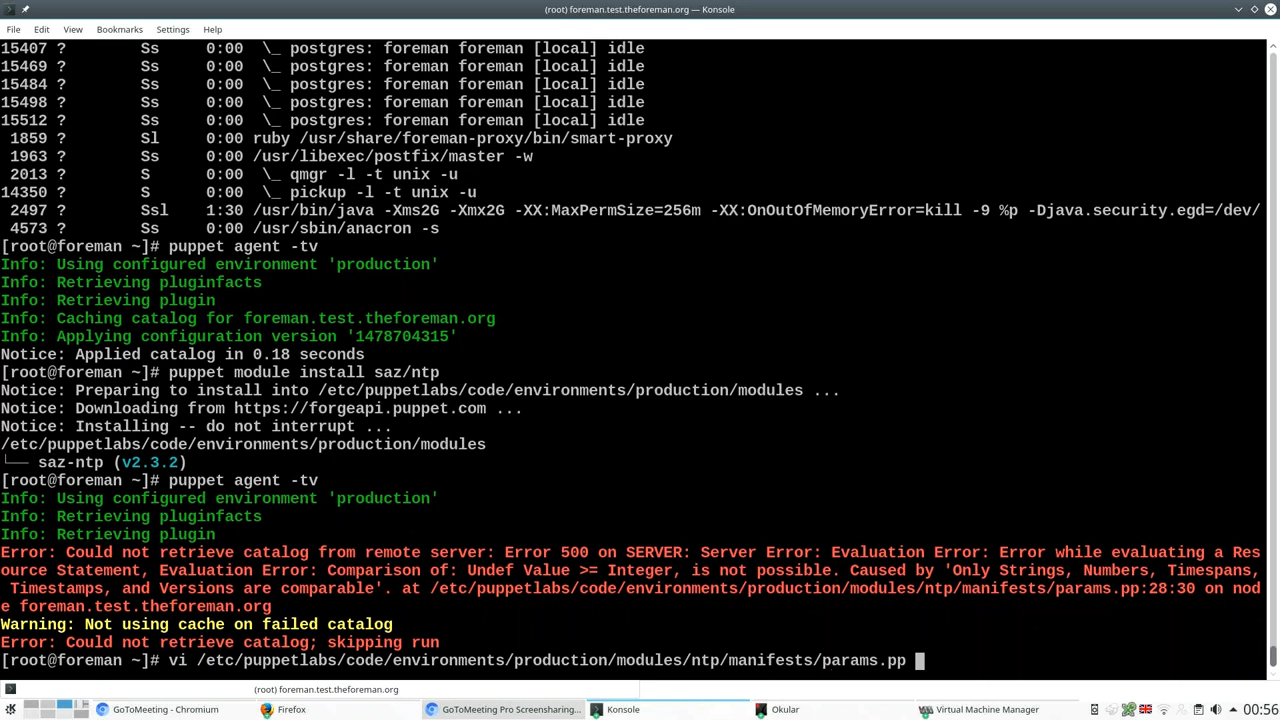 (root) foreman.test.theforeman.org — Konsole
File Edit View Bookmarks Settings Help
15407 ? Ss 0:00 \_ postgres: foreman foreman [local] idle
15469 ? Ss 0:00 \_ postgres: foreman foreman [local] idle
15484 ? Ss 0:00 \_ postgres: foreman foreman [local] idle
15498 ? Ss 0:00 \_ postgres: foreman foreman [local] idle
15512 ? Ss 0:00 \_ postgres: foreman foreman [local] idle
1859 ? Sl 0:00 ruby /usr/share/foreman-proxy/bin/smart-proxy
1963 ? Ss 0:00 /usr/libexec/postfix/master -w
2013 ? S 0:00 \_ qmgr -l -t unix -u
14350 ? S 0:00 \_ pickup -l -t unix -u
2497 ? Ssl 1:30 /usr/bin/java -Xms2G -Xmx2G -XX:MaxPermSize=256m -XX:OnOutOfMemoryError=kill -9 %p -Djava.security.egd=/dev/
4573 ? Ss 0:00 /usr/sbin/anacron -s
[root@foreman ~]# puppet agent -tv
Info: Using configured environment 'production'
Info: Retrieving pluginfacts
Info: Retrieving plugin
Info: Caching catalog for foreman.test.theforeman.org
Info: Applying configuration version '1478704315'
Notice: Applied catalog in 0.18 seconds
[root@foreman ~]# puppet module install saz/ntp
Notice: Preparing to install into /etc/puppetlabs/code/environments/production/modules ...
Notice: Downloading from https://forgeapi.puppet.com ...
Notice: Installing -- do not interrupt ...
/etc/puppetlabs/code/environments/production/modules
└── saz-ntp (v2.3.2)
[root@foreman ~]# puppet agent -tv
Info: Using configured environment 'production'
Info: Retrieving pluginfacts
Info: Retrieving plugin
Error: Could not retrieve catalog from remote server: Error 500 on SERVER: Server Error: Evaluation Error: Error while evaluating a Res
ource Statement, Evaluation Error: Comparison of: Undef Value >= Integer, is not possible. Caused by 'Only Strings, Numbers, Timespans,
Timestamps, and Versions are comparable'. at /etc/puppetlabs/code/environments/production/modules/ntp/manifests/params.pp:28:30 on nod
e foreman.test.theforeman.org
Warning: Not using cache on failed catalog
Error: Could not retrieve catalog; skipping run
[root@foreman ~]# vi /etc/puppetlabs/code/environments/production/modules/ntp/manifests/params.pp
(root) foreman.test.theforeman.org
GoToMeeting - Chromium Firefox GoToMeeting Pro Screensharing... Konsole Okular Virtual Machine Manager 00:56